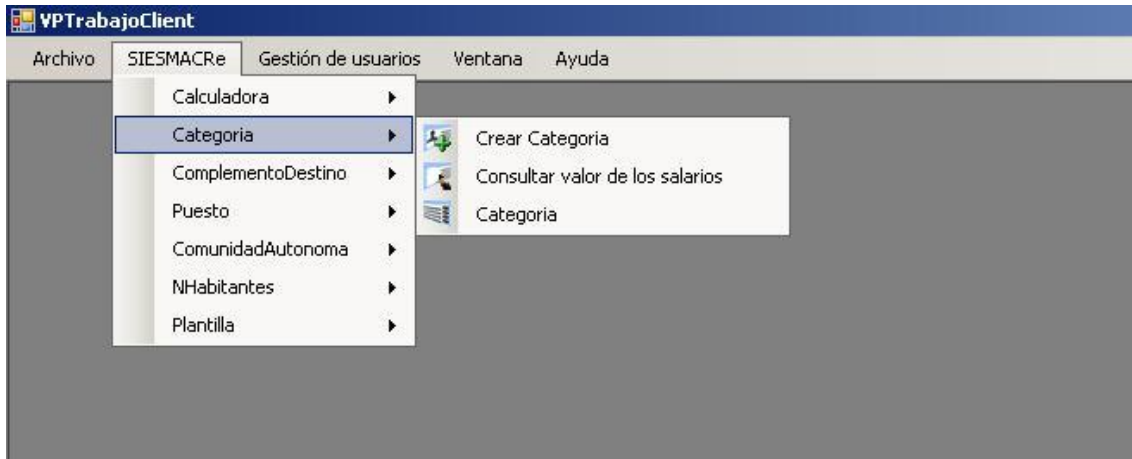 VPTrabajoClient
Archivo SIESMACRe Gestión de usuarios Ventana Ayuda
Calculadora
Categoria
ComplementoDestino
Puesto
ComunidadAutonoma
NHabitantes
Plantilla
Crear Categoria
Consultar valor de los salarios
Categoria